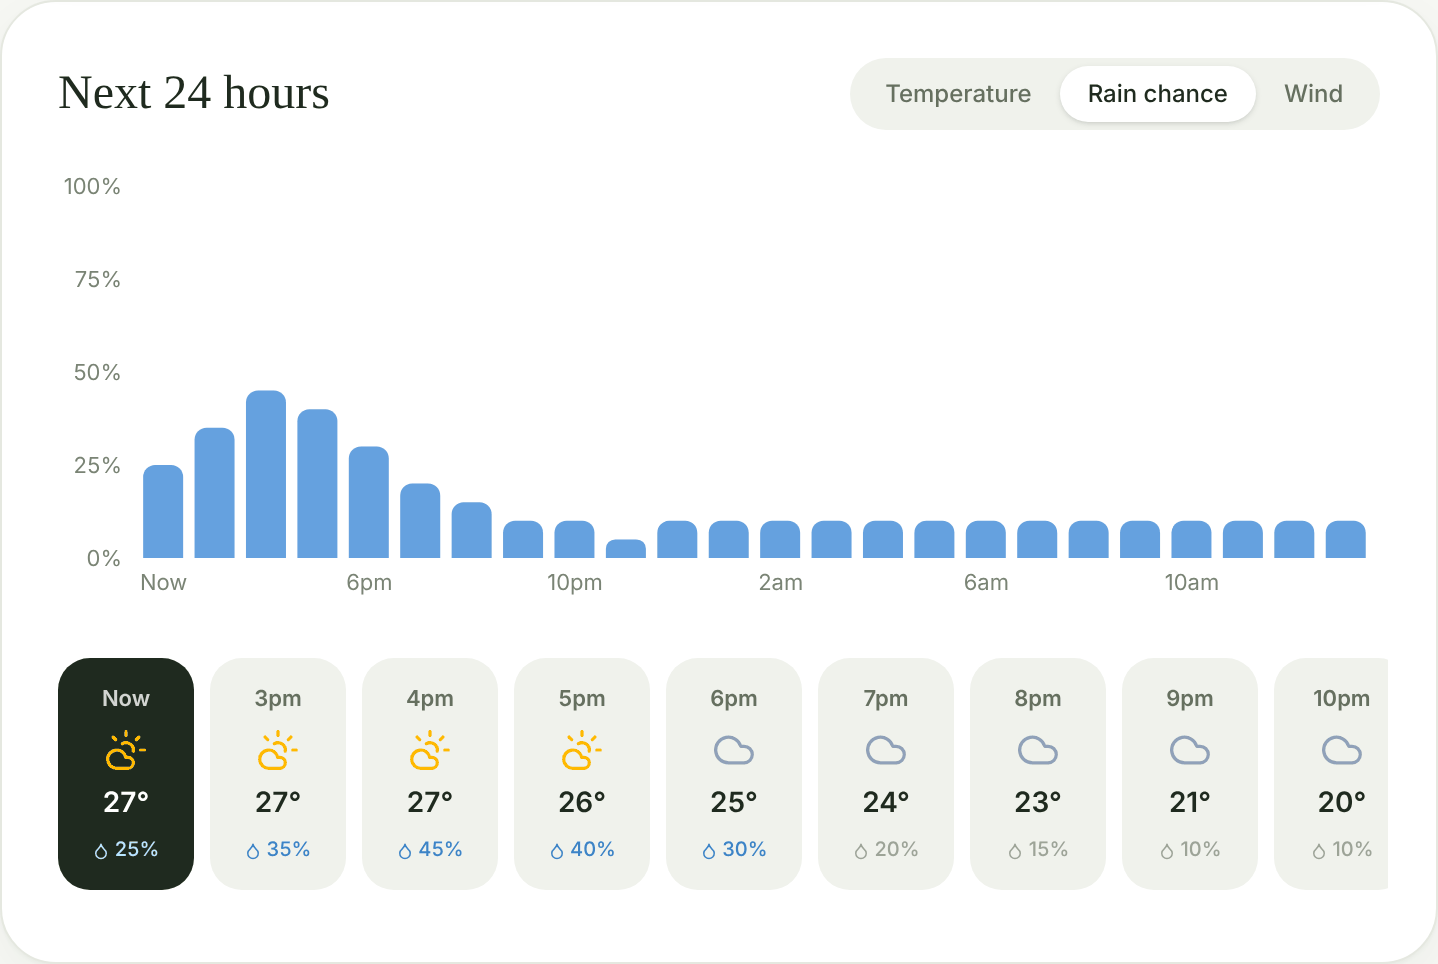 Next 24 hours
Temperature Rain chance Wind
100%
75%
50%
25%
0%
Now 6pm 10pm 2am 6am 10am
Now 3pm 4pm 5pm 6pm 7pm 8pm 9pm 10pm
27° 27° 27° 26° 25° 24° 23° 21° 20°
25% 35% 45% 40% 30% 20% 15% 10% 10%